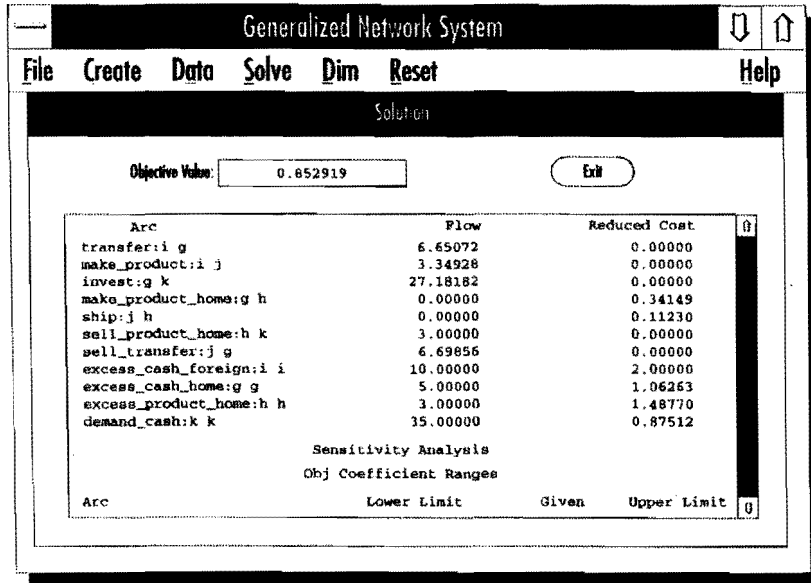 Generalized Network System
File Create Data Solve Dim Reset Help
Solution
Objective Value: 0.852919 Exit
Arc Flow Reduced Cost
transfer:i g 6.65072 0.00000
make_product:i j 3.34928 0.00000
invest:g k 27.18182 0.00000
make_product_home:g h 0.00000 0.34149
ship:j h 0.00000 0.11230
sell_product_home:h k 3.00000 0.00000
sell_transfer:j g 6.69856 0.00000
excess_cash_foreign:i i 10.00000 2.00000
excess_cash_home:g g 5.00000 1.06263
excess_product_home:h h 3.00000 1.48770
demand_cash:k k 35.00000 0.87512
Sensitivity Analysis
Obj Coefficient Ranges
Arc Lower Limit Given Upper Limit